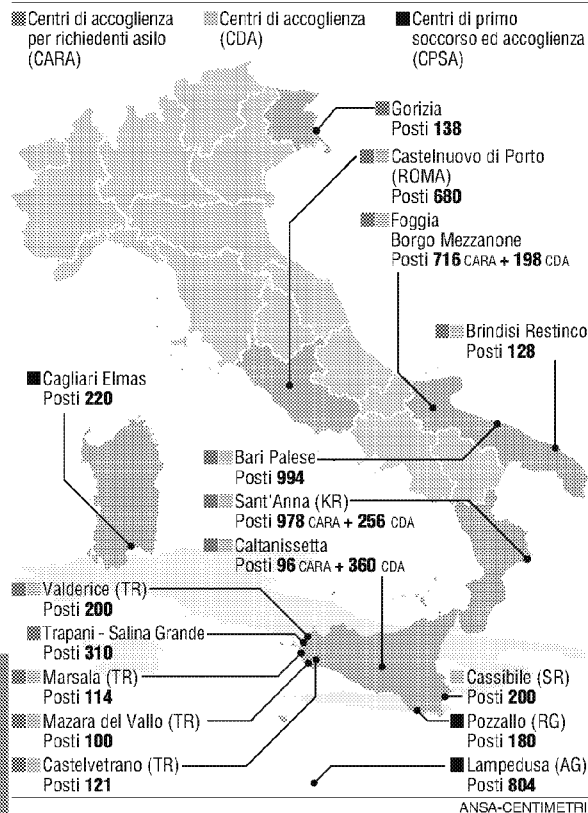 Centri di accoglienza
per richiedenti asilo
(CARA)
Centri di accoglienza
(CDA)
Centri di primo
soccorso ed accoglienza
(CPSA)
Gorizia
Posti 138
Castelnuovo di Porto
(ROMA)
Posti 680
Foggia
Borgo Mezzanone
Posti 716 CARA + 198 CDA
Brindisi Restinco
Posti 128
Cagliari Elmas
Posti 220
Bari Palese
Posti 994
Sant'Anna (KR)
Posti 978 CARA + 256 CDA
Caltanissetta
Posti 96 CARA + 360 CDA
Valderice (TR)
Posti 200
Trapani - Salina Grande
Posti 310
Marsala (TR)
Posti 114
Mazara del Vallo (TR)
Posti 100
Castelvetrano (TR)
Posti 121
Cassibile (SR)
Posti 200
Pozzallo (RG)
Posti 180
Lampedusa (AG)
Posti 804
ANSA-CENTIMETRI